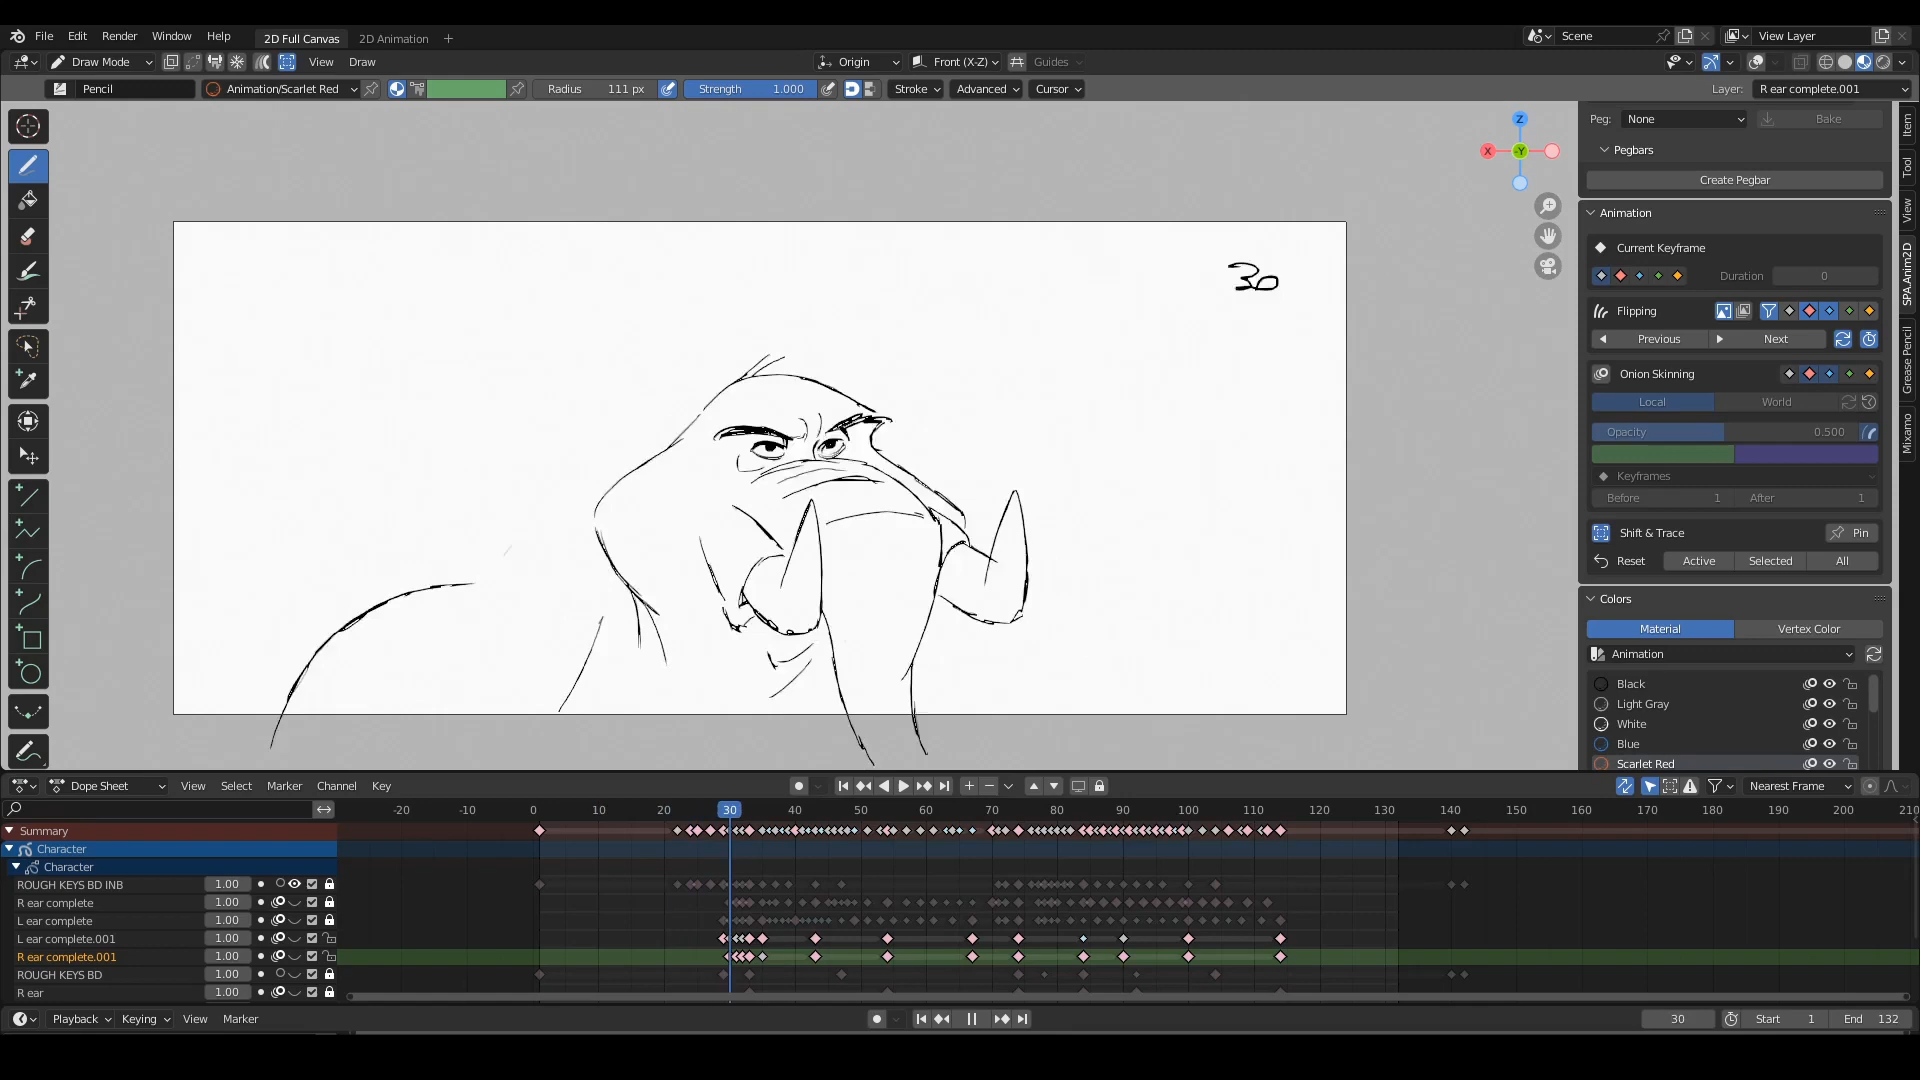 File Edit Render Window Help 2D Full Canvas 2D Animation + Scene View Layer
Draw Mode View Draw Origin Front (X-Z) Guides
Pencil Animation/Scarlet Red Radius 111 px Strength 1.000 Stroke Advanced Cursor Layer: R ear complete.001
Z
X -Y
30
Peg: None Bake
Pegbars
Create Pegbar
Animation
Current Keyframe
Duration 0
Flipping
Previous Next
Onion Skinning
Local World
Opacity 0.500
Keyframes
Before 1 After 1
Shift & Trace Pin
Reset Active Selected All
Colors
Material Vertex Color
Animation
Black
Light Gray
White
Blue
Scarlet Red
Item
Tool
View
SPA.Anim2D
Grease Pencil
Mixamo
Dope Sheet View Select Marker Channel Key Nearest Frame
-20 -10 0 10 20 30 40 50 60 70 80 90 100 110 120 130 140 150 160 170 180 190 200 210
Summary
Character
Character
ROUGH KEYS BD INB 1.00
R ear complete 1.00
L ear complete 1.00
L ear complete.001 1.00
R ear complete.001 1.00
ROUGH KEYS BD 1.00
R ear 1.00
Playback Keying View Marker 30 Start 1 End 132